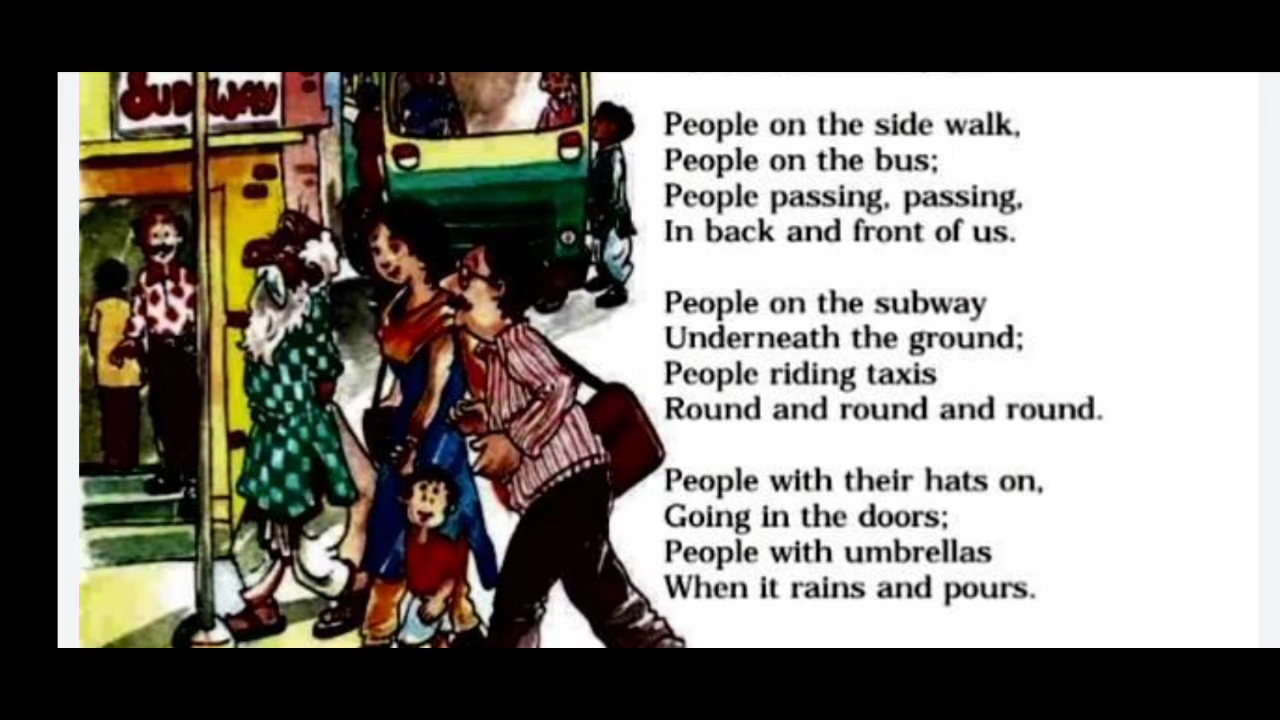 SUBWAY
People on the side walk,
People on the bus;
People passing, passing,
In back and front of us.
People on the subway
Underneath the ground;
People riding taxis
Round and round and round.
People with their hats on,
Going in the doors;
People with umbrellas
When it rains and pours.